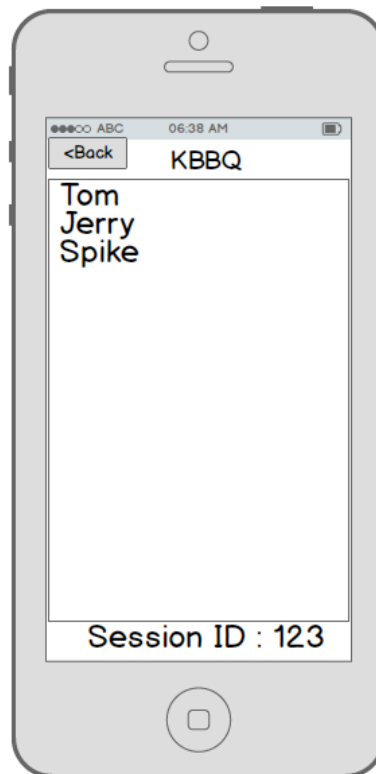 ABC 06:38 AM
<Back
KBBQ
Tom
Jerry
Spike
Session ID : 123